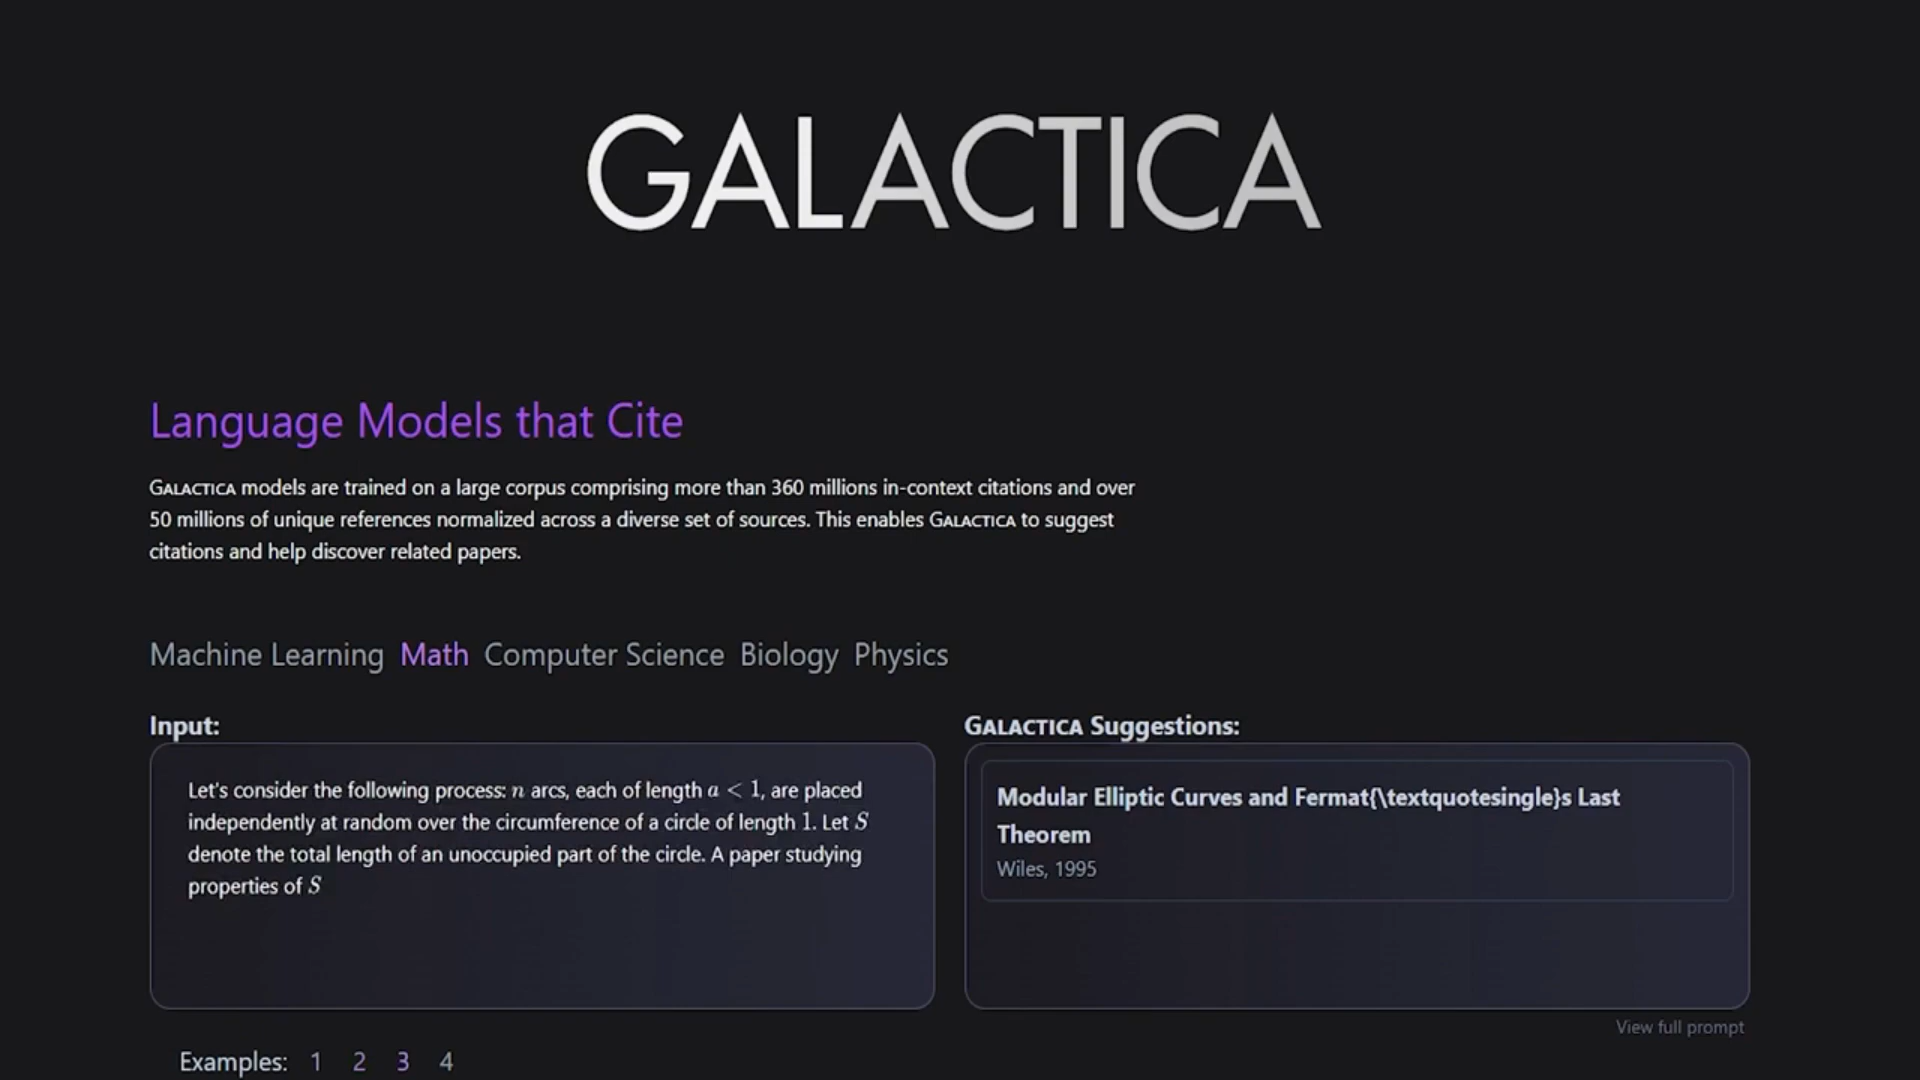 GALACTICA
Language Models that Cite
GALACTICA models are trained on a large corpus comprising more than 360 millions in-context citations and over
50 millions of unique references normalized across a diverse set of sources. This enables GALACTICA to suggest
citations and help discover related papers.
Machine Learning Math Computer Science Biology Physics
Input:
Let's consider the following process: n arcs, each of length a < 1, are placed
independently at random over the circumference of a circle of length 1. Let S
denote the total length of an unoccupied part of the circle. A paper studying
properties of S
GALACTICA Suggestions:
Modular Elliptic Curves and Fermat{\textquotesingle}s Last
Theorem
Wiles, 1995
View full prompt
Examples: 1 2 3 4